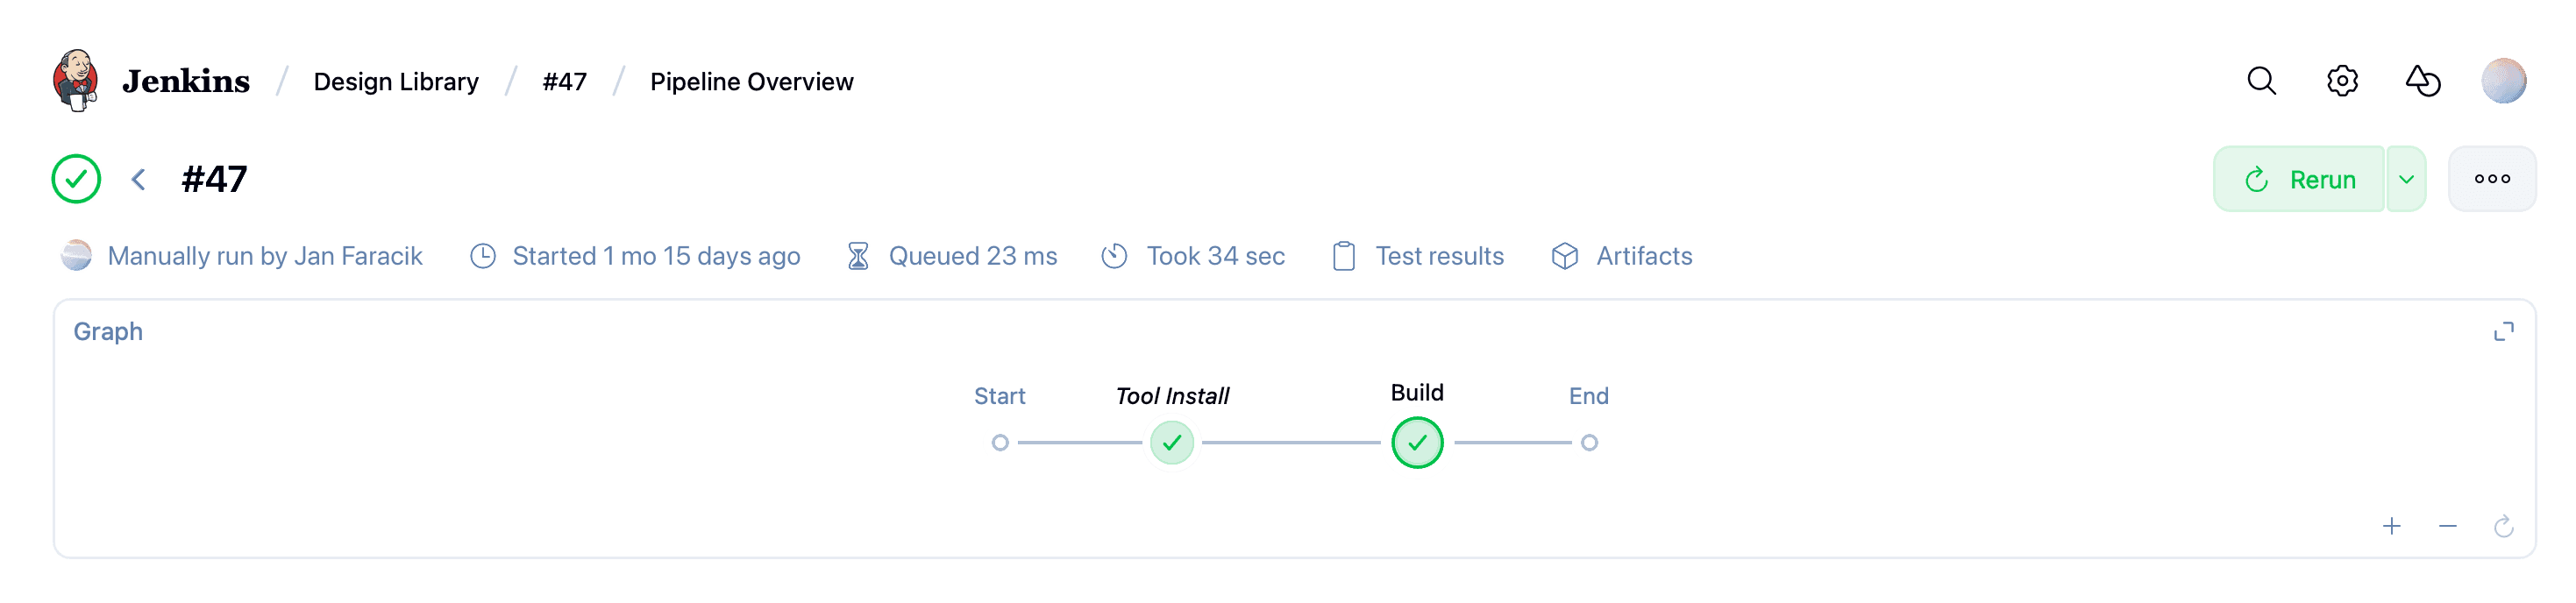 Jenkins / Design Library / #47 / Pipeline Overview
#47 Rerun
Manually run by Jan Faracik Started 1 mo 15 days ago Queued 23 ms Took 34 sec Test results Artifacts
Graph
Start Tool Install Build End